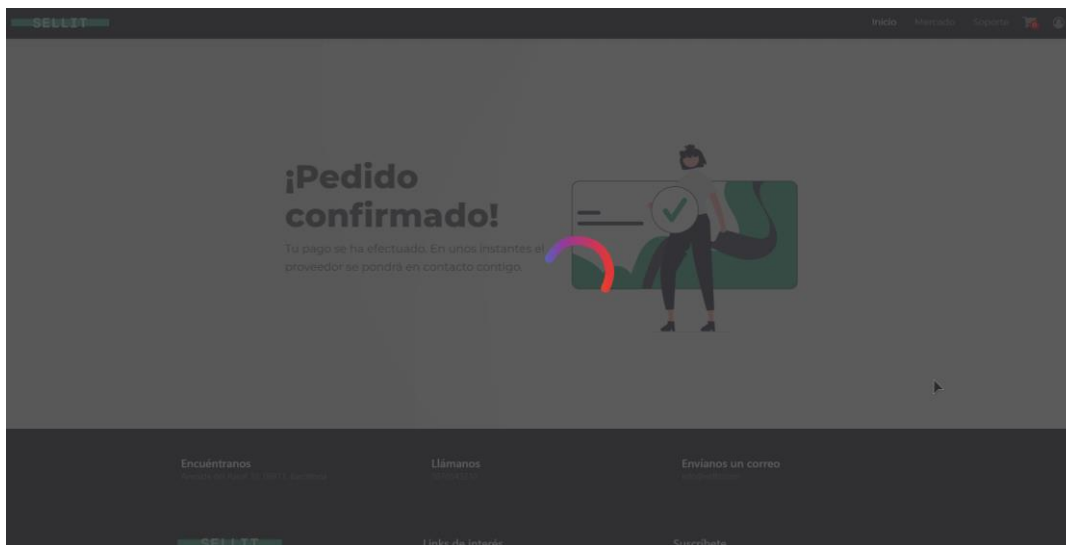 SELLIT
Inicio Mercado Soporte
¡Pedido
confirmado!
Tu pago se ha efectuado. En unos instantes el
proveedor se pondrá en contacto contigo.
Encuéntranos
Llámanos
Envianos un correo
SELLIT
Links de interés
Suscríbete